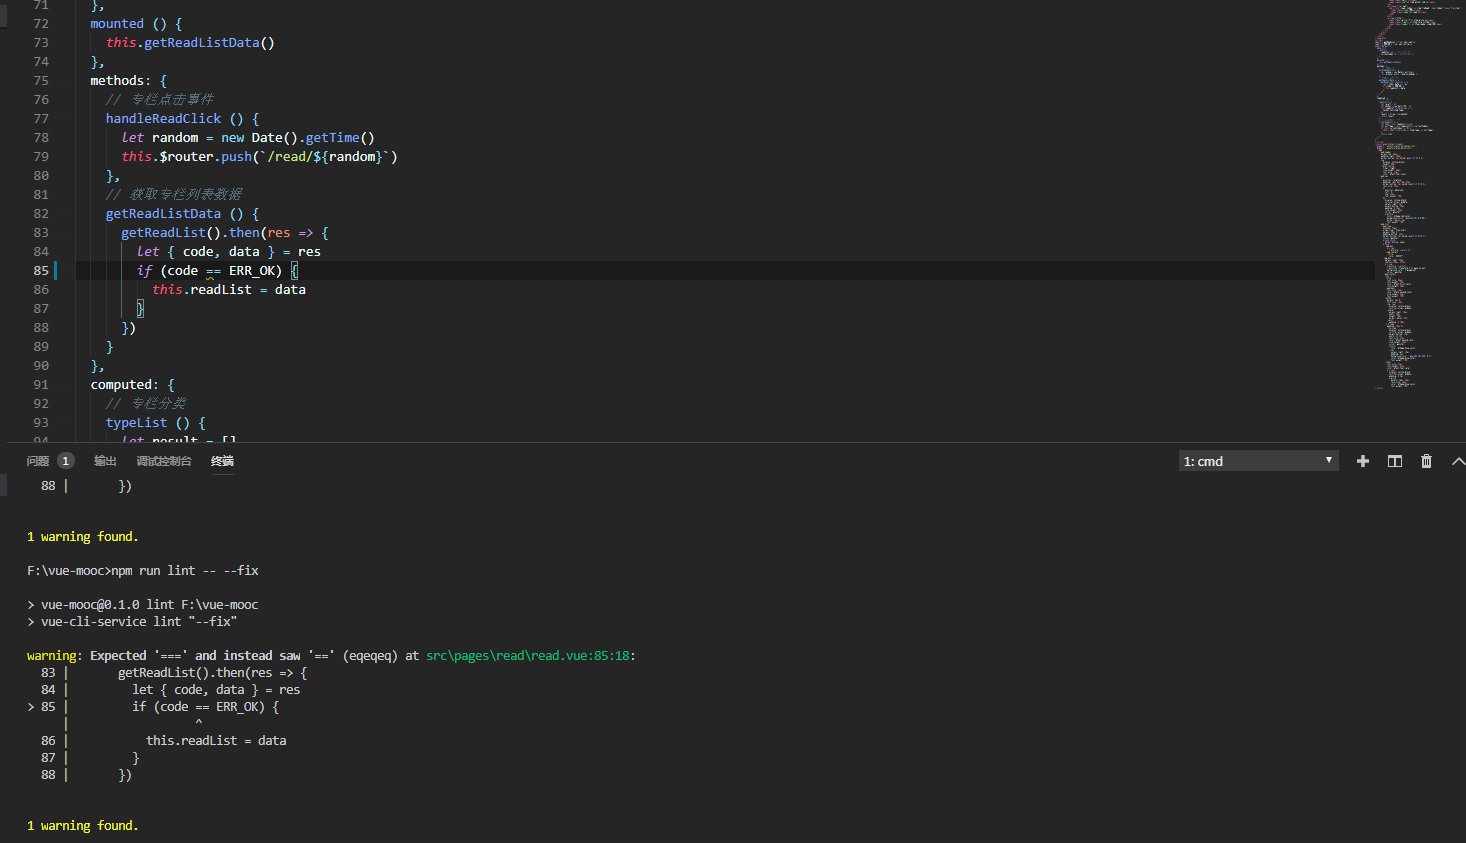 71 },
72 mounted () {
73 this.getReadListData()
74 },
75 methods: {
76 // 专栏点击事件
77 handleReadClick () {
78 let random = new Date().getTime()
79 this.$router.push(`/read/${random}`)
80 },
81 // 获取专栏列表数据
82 getReadListData () {
83 getReadList().then(res => {
84 let { code, data } = res
85 if (code == ERR_OK) {
86 this.readList = data
87 }
88 })
89 }
90 },
91 computed: {
92 // 专栏分类
93 typeList () {
94 let result = []
问题 1 输出 调试控制台 终端 1: cmd
88 | })
1 warning found.
F:\vue-mooc>npm run lint -- --fix
> vue-mooc@0.1.0 lint F:\vue-mooc
> vue-cli-service lint "--fix"
warning: Expected '===' and instead saw '==' (eqeqeq) at src\pages\read\read.vue:85:18:
83 | getReadList().then(res => {
84 | let { code, data } = res
> 85 | if (code == ERR_OK) {
| ^
86 | this.readList = data
87 | }
88 | })
1 warning found.